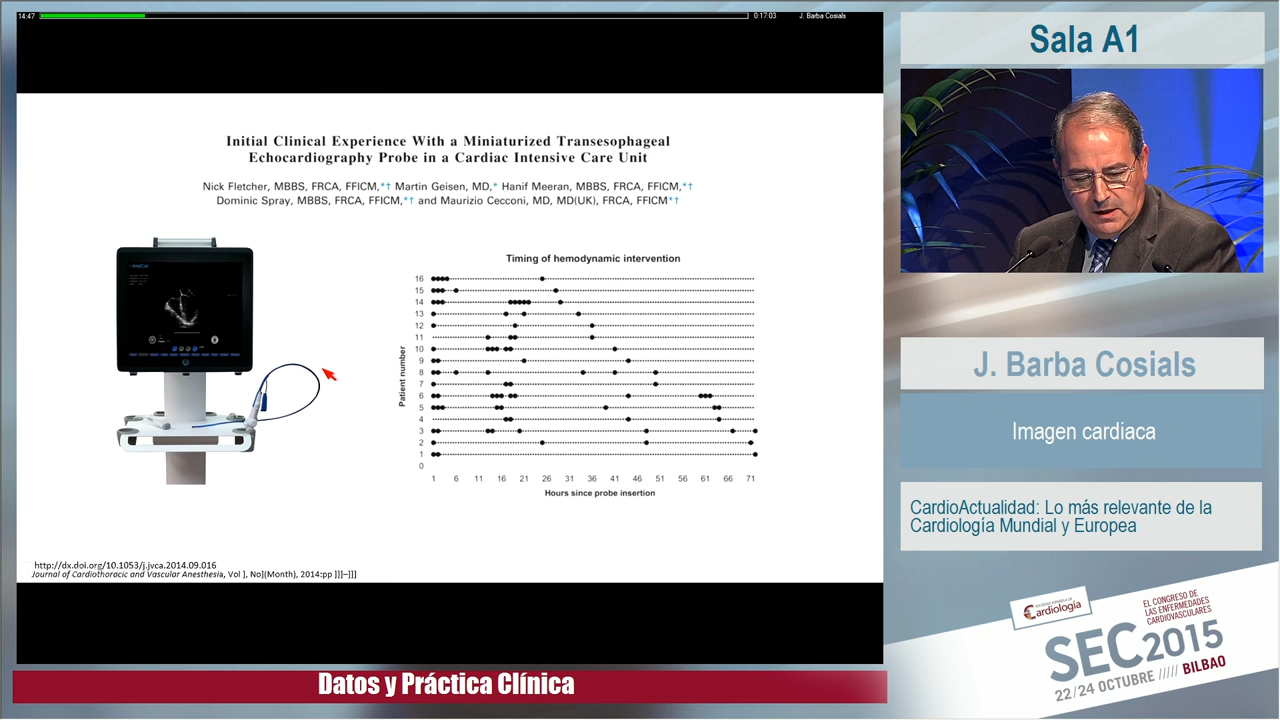 14:47
0:17:03
J. Barba Cosials
Initial Clinical Experience With a Miniaturized Transesophageal
Echocardiography Probe in a Cardiac Intensive Care Unit
Nick Fletcher, MBBS, FRCA, FFICM,*† Martin Geisen, MD,* Hanif Meeran, MBBS, FRCA, FFICM,*†
Dominic Spray, MBBS, FRCA, FFICM,*† and Maurizio Cecconi, MD, MD(UK), FRCA, FFICM*†
Timing of hemodynamic intervention
Patient number
16
15
14
13
12
11
10
9
8
7
6
5
4
3
2
1
0
1 6 11 16 21 26 31 36 41 46 51 56 61 66 71
Hours since probe insertion
http://dx.doi.org/10.1053/j.jvca.2014.09.016
Journal of Cardiothoracic and Vascular Anesthesia, Vol ], No](Month), 2014:pp ]]]–]]]
Datos y Práctica Clínica
Sala A1
J. Barba Cosials
Imagen cardiaca
CardioActualidad: Lo más relevante de la
Cardiología Mundial y Europea
SOCIEDAD ESPAÑOLA DE
Cardiología
EL CONGRESO DE
LAS ENFERMEDADES
CARDIOVASCULARES
SEC2015
22/24 OCTUBRE ///// BILBAO